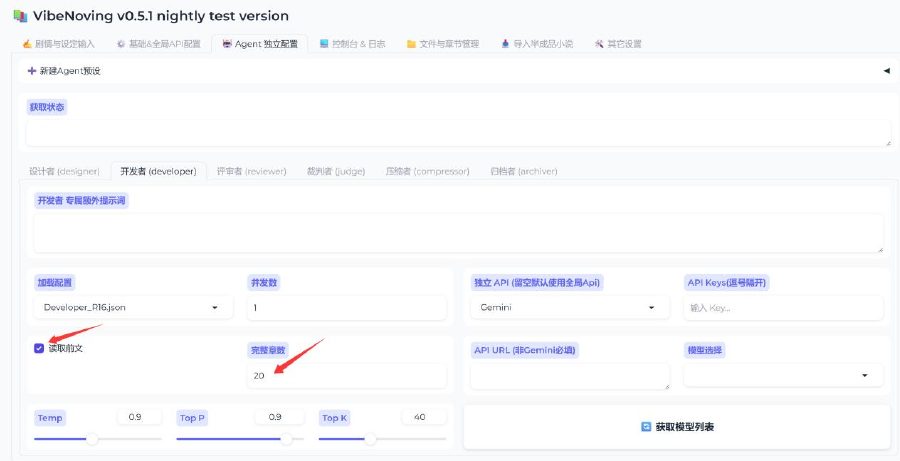 VibeNoving v0.5.1 nightly test version
剧情与设定输入 基础&全局API配置 Agent 独立配置 控制台 & 日志 文件与章节管理 导入半成品小说 其它设置
新建Agent预设
获取状态
设计者 (designer) 开发者 (developer) 评审者 (reviewer) 裁判者 (judge) 压缩者 (compressor) 归档者 (archiver)
开发者 专属额外提示词
加载配置 并发数 独立 API (留空默认使用全局Api) API Keys(逗号隔开)
Developer_R16.json 1 Gemini 输入 Key...
读取前文 完整章数 API URL (非Gemini必填) 模型选择
20
Temp 0.9 Top P 0.9 Top K 40
获取模型列表